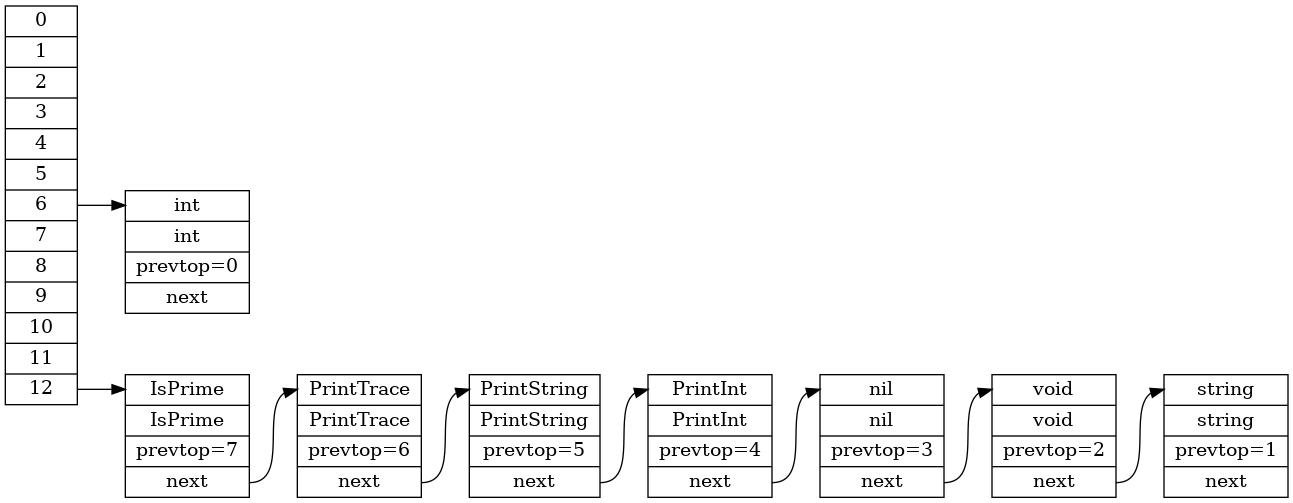 0
1
2
3
4
5
6
7
8
9
10
11
12
int
int
prevtop=0
next
IsPrime
IsPrime
prevtop=7
next
PrintTrace
PrintTrace
prevtop=6
next
PrintString
PrintString
prevtop=5
next
PrintInt
PrintInt
prevtop=4
next
nil
nil
prevtop=3
next
void
void
prevtop=2
next
string
string
prevtop=1
next